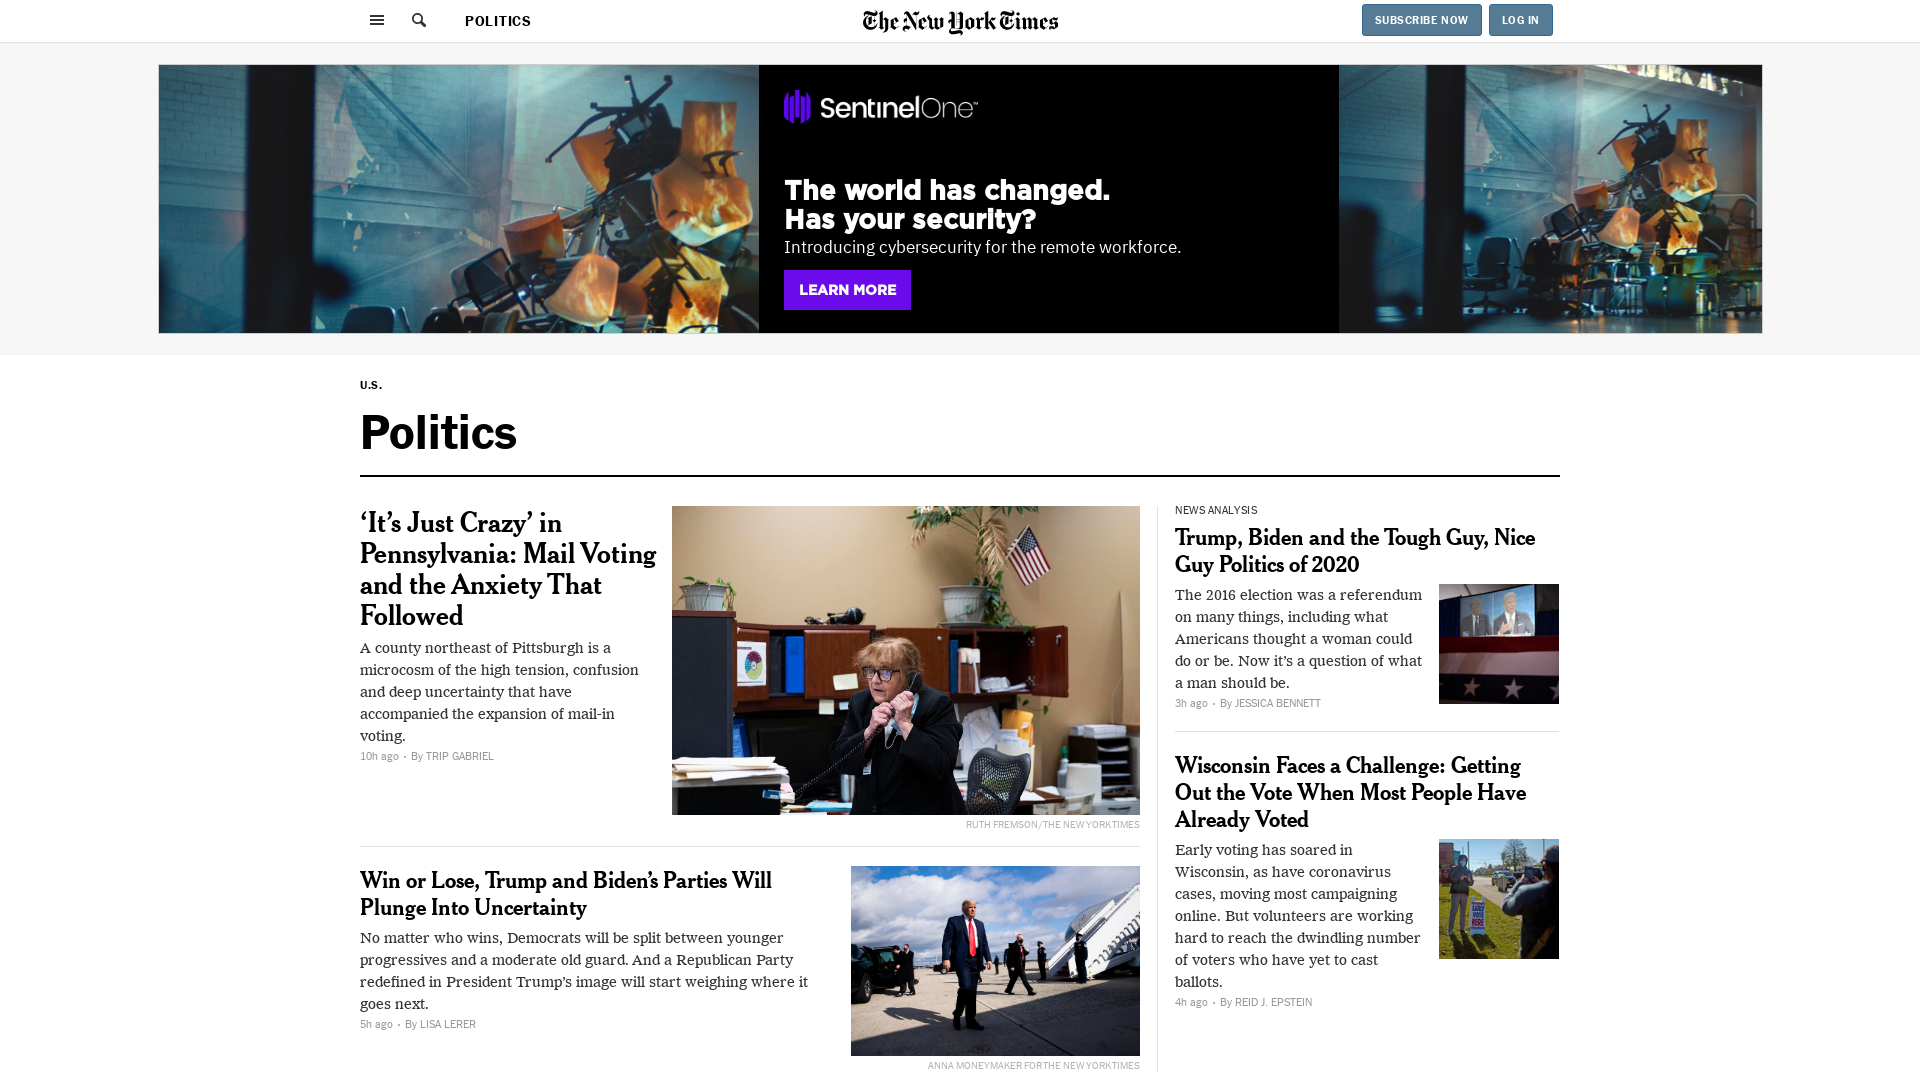 POLITICS
The New York Times
SUBSCRIBE NOW
LOG IN
SentinelOne™
The world has changed.
Has your security?
Introducing cybersecurity for the remote workforce.
LEARN MORE
U.S.
Politics
‘It’s Just Crazy’ in
Pennsylvania: Mail Voting
and the Anxiety That
Followed
A county northeast of Pittsburgh is a
microcosm of the high tension, confusion
and deep uncertainty that have
accompanied the expansion of mail-in
voting.
10h ago • By TRIP GABRIEL
RUTH FREMSON/THE NEW YORK TIMES
Win or Lose, Trump and Biden’s Parties Will
Plunge Into Uncertainty
No matter who wins, Democrats will be split between younger
progressives and a moderate old guard. And a Republican Party
redefined in President Trump’s image will start weighing where it
goes next.
5h ago • By LISA LERER
ANNA MONEYMAKER FOR THE NEW YORK TIMES
NEWS ANALYSIS
Trump, Biden and the Tough Guy, Nice
Guy Politics of 2020
The 2016 election was a referendum
on many things, including what
Americans thought a woman could
do or be. Now it’s a question of what
a man should be.
3h ago • By JESSICA BENNETT
Wisconsin Faces a Challenge: Getting
Out the Vote When Most People Have
Already Voted
Early voting has soared in
Wisconsin, as have coronavirus
cases, moving most campaigning
online. But volunteers are working
hard to reach the dwindling number
of voters who have yet to cast
ballots.
4h ago • By REID J. EPSTEIN